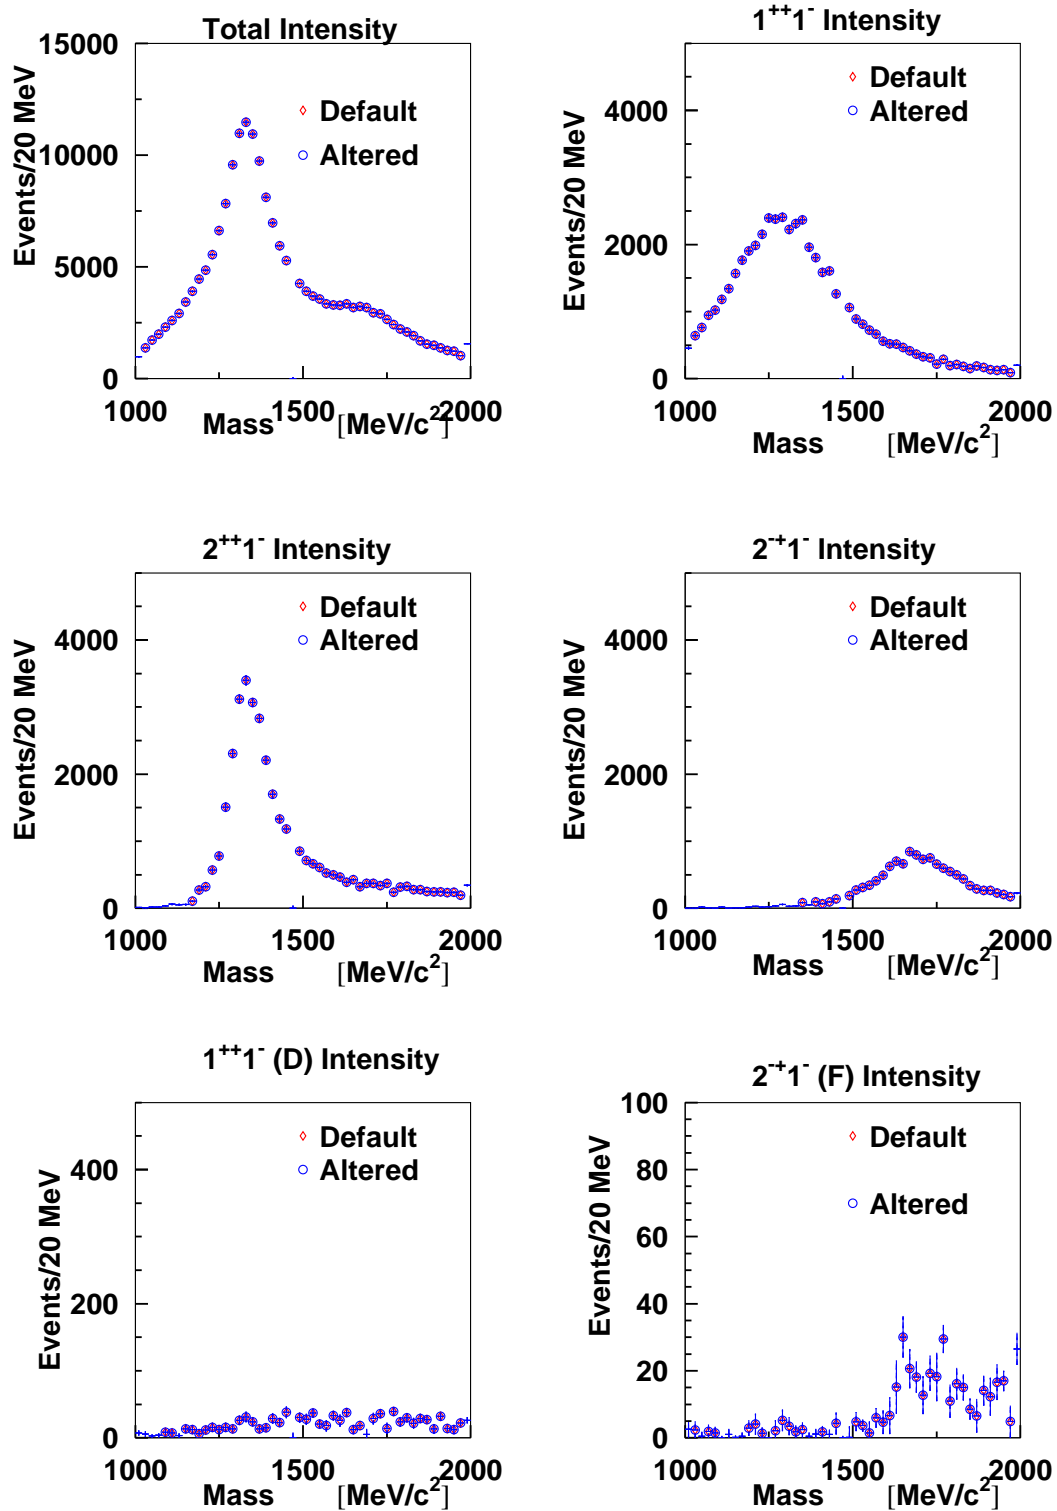 Total Intensity
15000
10000
5000
0
Events/20 MeV
Default
Altered
1000
1500
2000
Mass [MeV/c²]
1⁺⁺1⁻ Intensity
4000
2000
0
Events/20 MeV
Default
Altered
1000
1500
2000
Mass [MeV/c²]
2⁺⁺1⁻ Intensity
4000
2000
0
Events/20 MeV
Default
Altered
1000
1500
2000
Mass [MeV/c²]
2⁻⁺1⁻ Intensity
4000
2000
0
Events/20 MeV
Default
Altered
1000
1500
2000
Mass [MeV/c²]
1⁺⁺1⁻ (D) Intensity
400
200
0
Events/20 MeV
Default
Altered
1000
1500
2000
Mass [MeV/c²]
2⁻⁺1⁻ (F) Intensity
100
80
60
40
20
0
Events/20 MeV
Default
Altered
1000
1500
2000
Mass [MeV/c²]